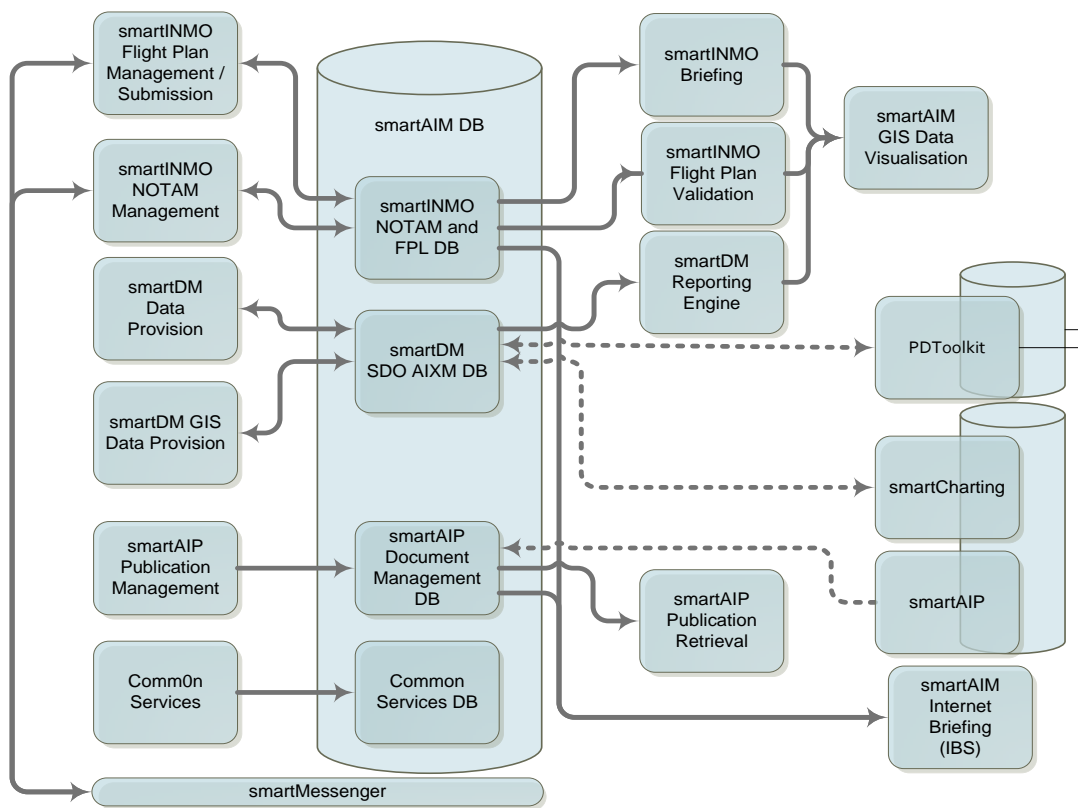 smartINMO
Flight Plan
Management /
Submission
smartINMO
NOTAM
Management
smartDM
Data
Provision
smartDM GIS
Data Provision
smartAIP
Publication
Management
Comm0n
Services
smartAIM DB
smartINMO
NOTAM and
FPL DB
smartDM
SDO AIXM DB
smartAIP
Document
Management
DB
Common
Services DB
smartINMO
Briefing
smartINMO
Flight Plan
Validation
smartDM
Reporting
Engine
smartAIP
Publication
Retrieval
smartAIM
GIS Data
Visualisation
PDToolkit
smartCharting
smartAIP
smartAIM
Internet
Briefing
(IBS)
smartMessenger